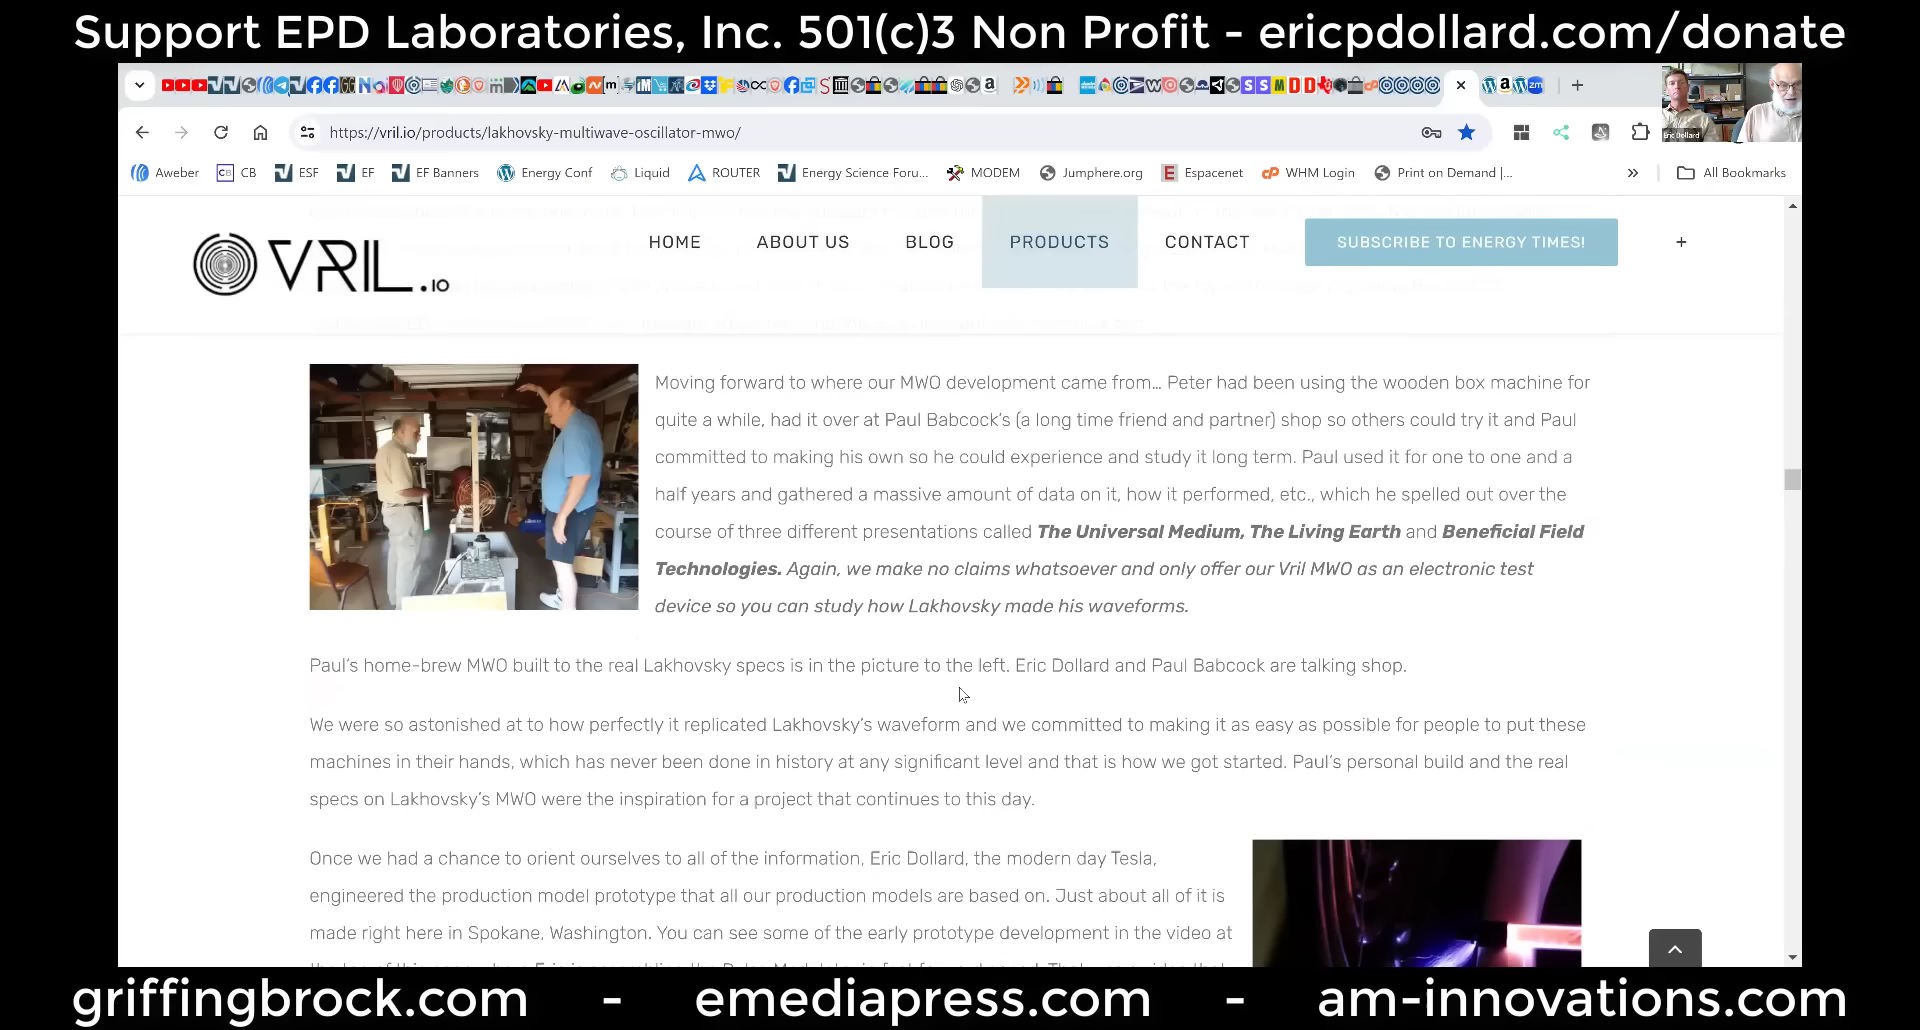 Support EPD Laboratories, Inc. 501(c)3 Non Profit - ericpdollard.com/donate
https://vril.io/products/lakhovsky-multiwave-oscillator-mwo/
Eric Dollard
Aweber CB ESF EF EF Banners Energy Conf Liquid ROUTER Energy Science Foru... MODEM Jumphere.org Espacenet WHM Login Print on Demand |... » All Bookmarks
VRIL.io
HOME ABOUT US BLOG PRODUCTS CONTACT SUBSCRIBE TO ENERGY TIMES! +
Moving forward to where our MWO development came from... Peter had been using the wooden box machine for
quite a while, had it over at Paul Babcock's (a long time friend and partner) shop so others could try it and Paul
committed to making his own so he could experience and study it long term. Paul used it for one to one and a
half years and gathered a massive amount of data on it, how it performed, etc., which he spelled out over the
course of three different presentations called The Universal Medium, The Living Earth and Beneficial Field
Technologies. Again, we make no claims whatsoever and only offer our Vril MWO as an electronic test
device so you can study how Lakhovsky made his waveforms.
Paul's home-brew MWO built to the real Lakhovsky specs is in the picture to the left. Eric Dollard and Paul Babcock are talking shop.
We were so astonished at to how perfectly it replicated Lakhovsky's waveform and we committed to making it as easy as possible for people to put these
machines in their hands, which has never been done in history at any significant level and that is how we got started. Paul's personal build and the real
specs on Lakhovsky's MWO were the inspiration for a project that continues to this day.
Once we had a chance to orient ourselves to all of the information, Eric Dollard, the modern day Tesla,
engineered the production model prototype that all our production models are based on. Just about all of it is
made right here in Spokane, Washington. You can see some of the early prototype development in the video at
griffingbrock.com - emediapress.com - am-innovations.com